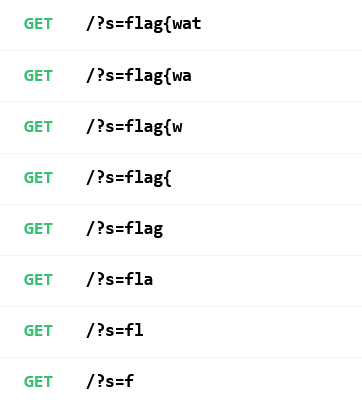 GET /?s=flag{wat
GET /?s=flag{wa
GET /?s=flag{w
GET /?s=flag{
GET /?s=flag
GET /?s=fla
GET /?s=fl
GET /?s=f